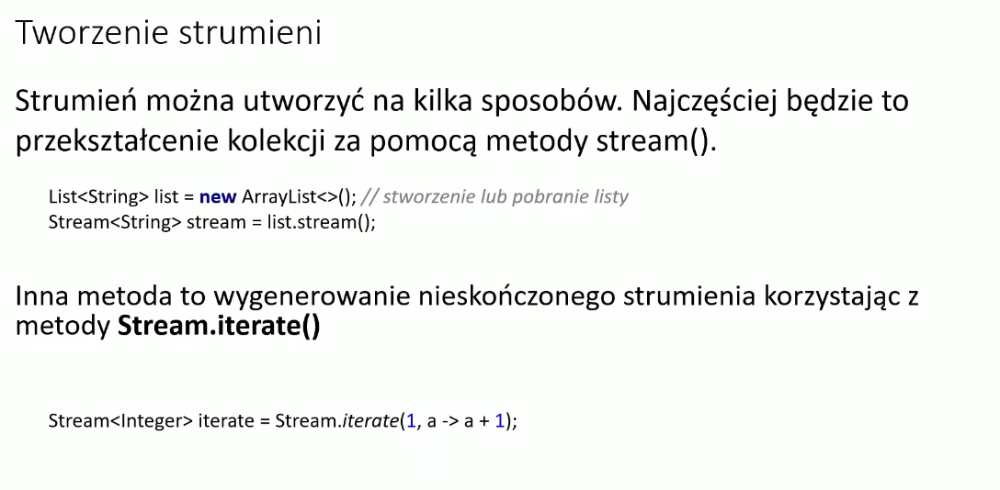 Tworzenie strumieni
Strumień można utworzyć na kilka sposobów. Najczęściej będzie to
przekształcenie kolekcji za pomocą metody stream().
List<String> list = new ArrayList<>(); // stworzenie lub pobranie listy
Stream<String> stream = list.stream();
Inna metoda to wygenerowanie nieskończonego strumienia korzystając z
metody Stream.iterate()
Stream<Integer> iterate = Stream.iterate(1, a -> a + 1);